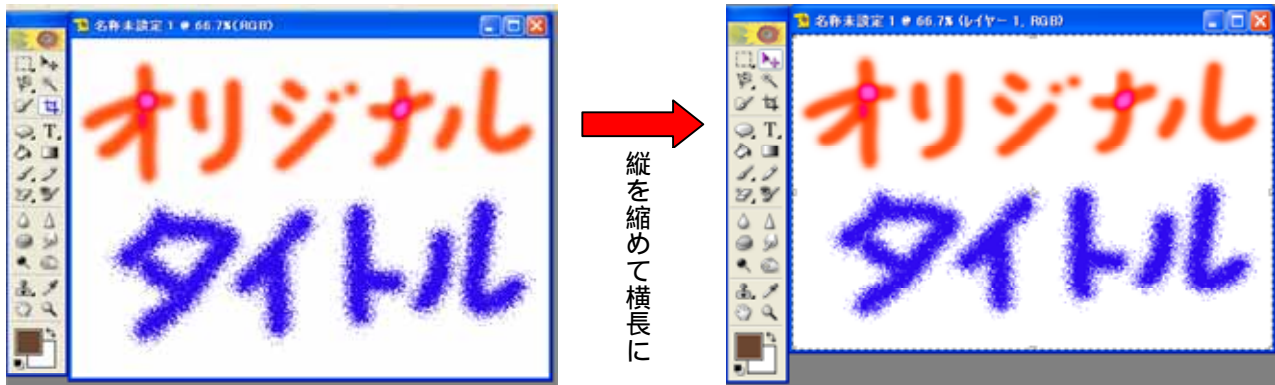 名称未設定 1 @ 66.7% (RGB)
オリジナル
タイトル
縦を縮めて横長に
名称未設定 1 @ 66.7% (レイヤー 1, RGB)
オリジナル
タイトル